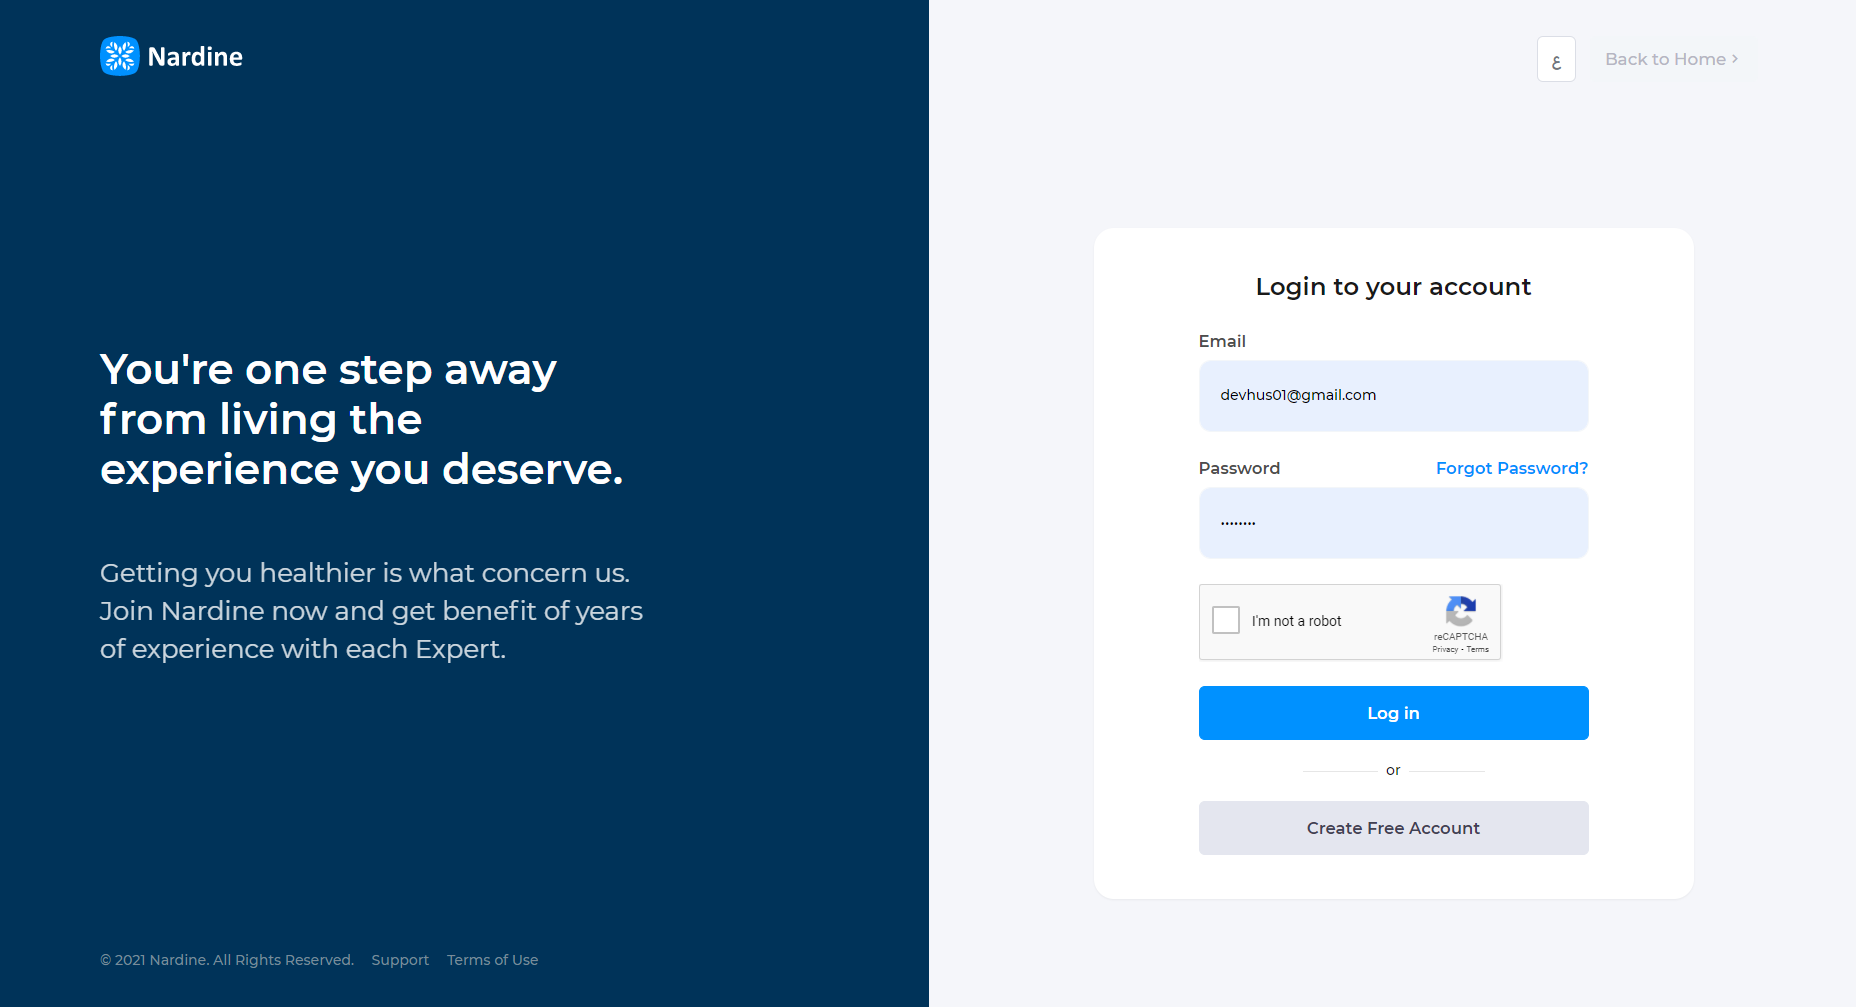 Nardine
ع
Back to Home >
You're one step away
from living the
experience you deserve.
Getting you healthier is what concern us.
Join Nardine now and get benefit of years
of experience with each Expert.
© 2021 Nardine. All Rights Reserved. Support Terms of Use
Login to your account
Email
devhus01@gmail.com
Password Forgot Password?
........
I'm not a robot
reCAPTCHA
Privacy - Terms
Log in
or
Create Free Account